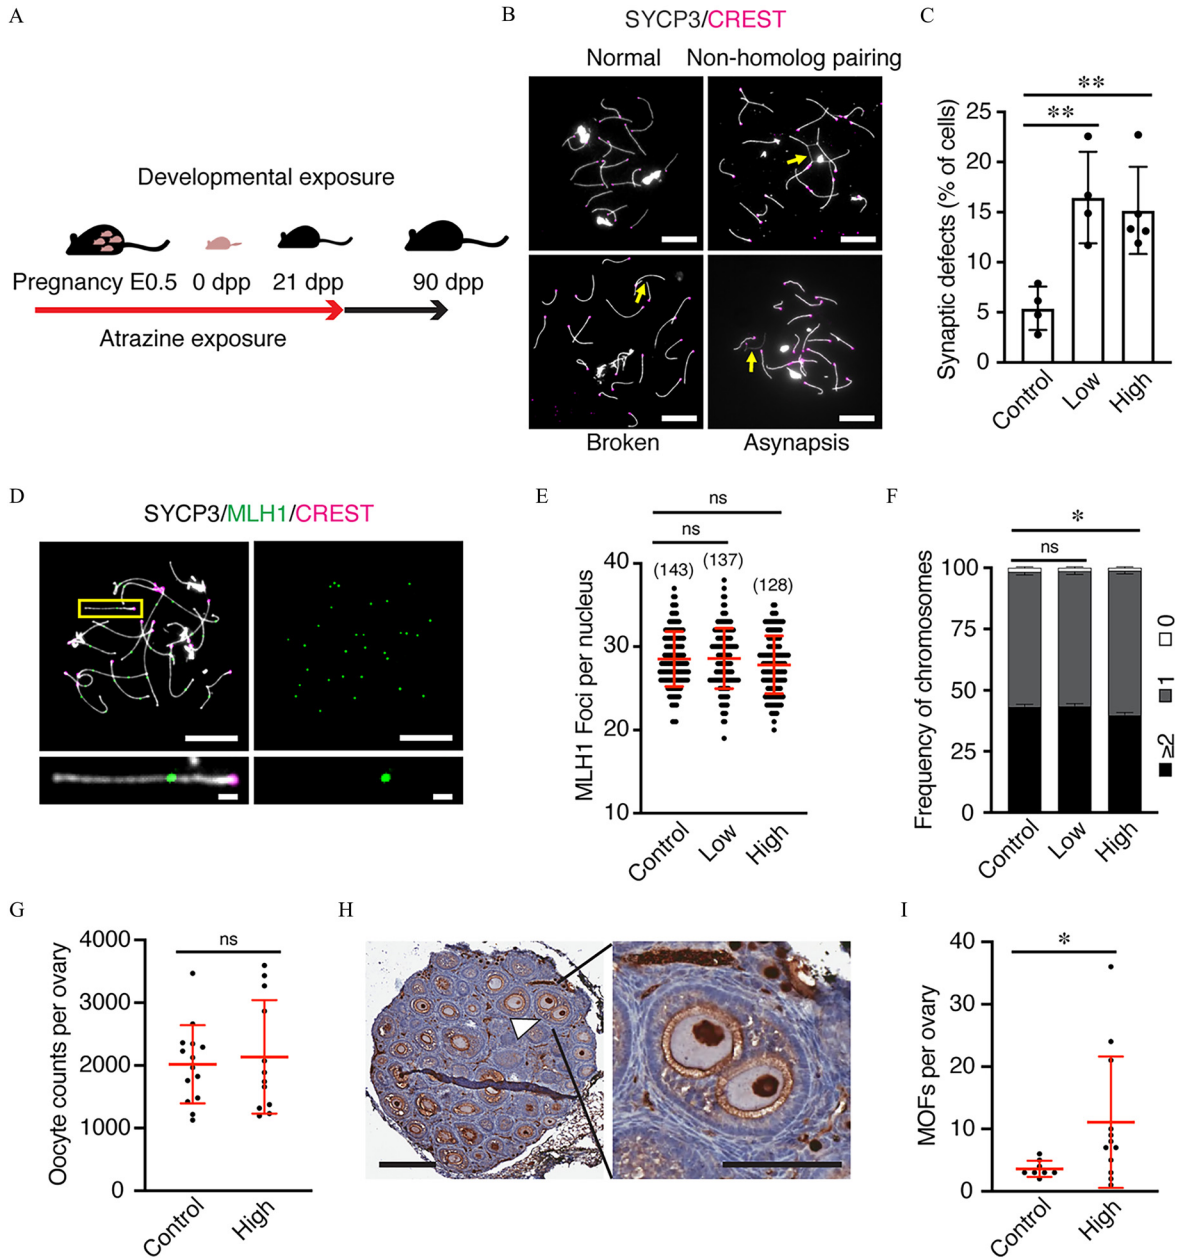 A
Developmental exposure
Pregnancy E0.5 0 dpp 21 dpp 90 dpp
Atrazine exposure
B
SYCP3/CREST
Normal Non-homolog pairing
Broken Asynapsis
C
** 
**
Synaptic defects (% of cells)
25
20
15
10
5
0
Control Low High
D
SYCP3/MLH1/CREST
E
ns
ns
(143) (137) (128)
MLH1 Foci per nucleus
40
30
20
10
Control Low High
F
*
ns
Frequency of chromosomes
100
75
50
25
0
Control Low High
≥2 1 0
G
ns
Oocyte counts per ovary
4000
3000
2000
1000
0
Control High
H
I
*
MOFs per ovary
40
30
20
10
0
Control High